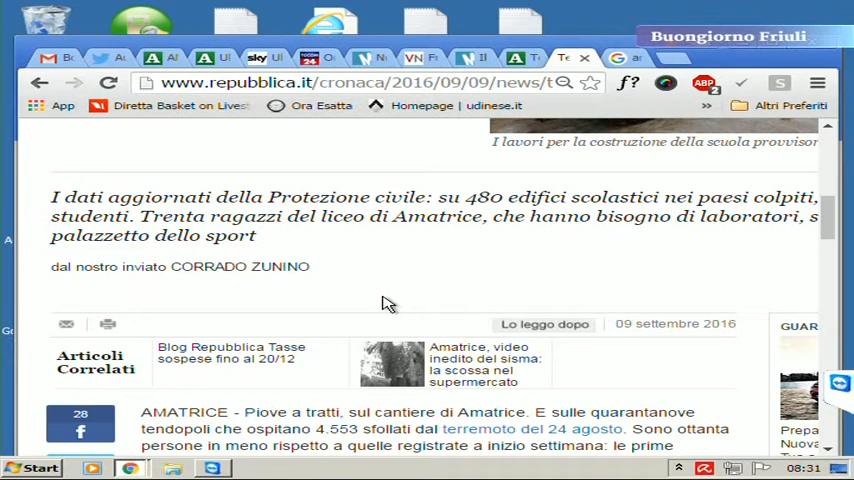 Buongiorno Friuli
sky
VN
www.repubblica.it/cronaca/2016/09/09/news/t
f?
ABP
2
S
App
Diretta Basket on Livest
Ora Esatta
Homepage | udinese.it
»
Altri Preferiti
I lavori per la costruzione della scuola provvisor
I dati aggiornati della Protezione civile: su 480 edifici scolastici nei paesi colpiti,
studenti. Trenta ragazzi del liceo di Amatrice, che hanno bisogno di laboratori, s
palazzetto dello sport
dal nostro inviato CORRADO ZUNINO
Lo leggo dopo
09 settembre 2016
GUAR
Articoli
Correlati
Blog Repubblica Tasse
sospese fino al 20/12
Amatrice, video
inedito del sisma:
la scossa nel
supermercato
28
f
AMATRICE - Piove a tratti, sul cantiere di Amatrice. E sulle quarantanove
tendopoli che ospitano 4.553 sfollati dal terremoto del 24 agosto. Sono ottanta
persone in meno rispetto a quelle registrate a inizio settimana: le prime
Prepa
Nuova
Start
08:31